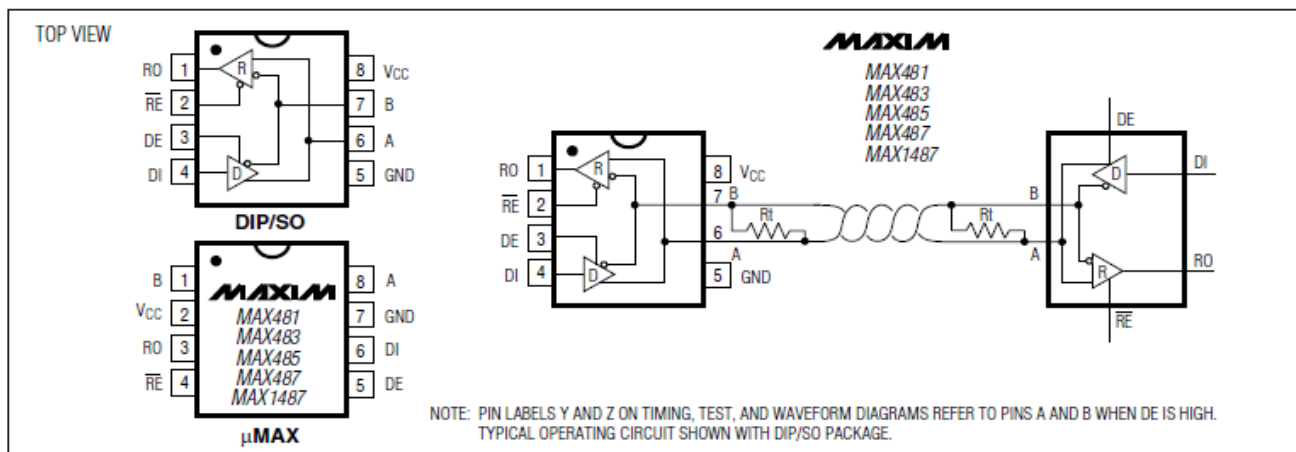 TOP VIEW
RO 1
RE 2
DE 3
DI 4
8 VCC
7 B
6 A
5 GND
R
D
DIP/SO
B 1
VCC 2
RO 3
RE 4
8 A
7 GND
6 DI
5 DE
MAXIM
MAX481
MAX483
MAX485
MAX487
MAX1487
µMAX
MAXIM
MAX481
MAX483
MAX485
MAX487
MAX1487
RO 1
RE 2
DE 3
DI 4
R
D
8 VCC
7 B
6 A
5 GND
Rt
Rt
B
A
DE
D
DI
R
RO
RE
NOTE: PIN LABELS Y AND Z ON TIMING, TEST, AND WAVEFORM DIAGRAMS REFER TO PINS A AND B WHEN DE IS HIGH.
TYPICAL OPERATING CIRCUIT SHOWN WITH DIP/SO PACKAGE.